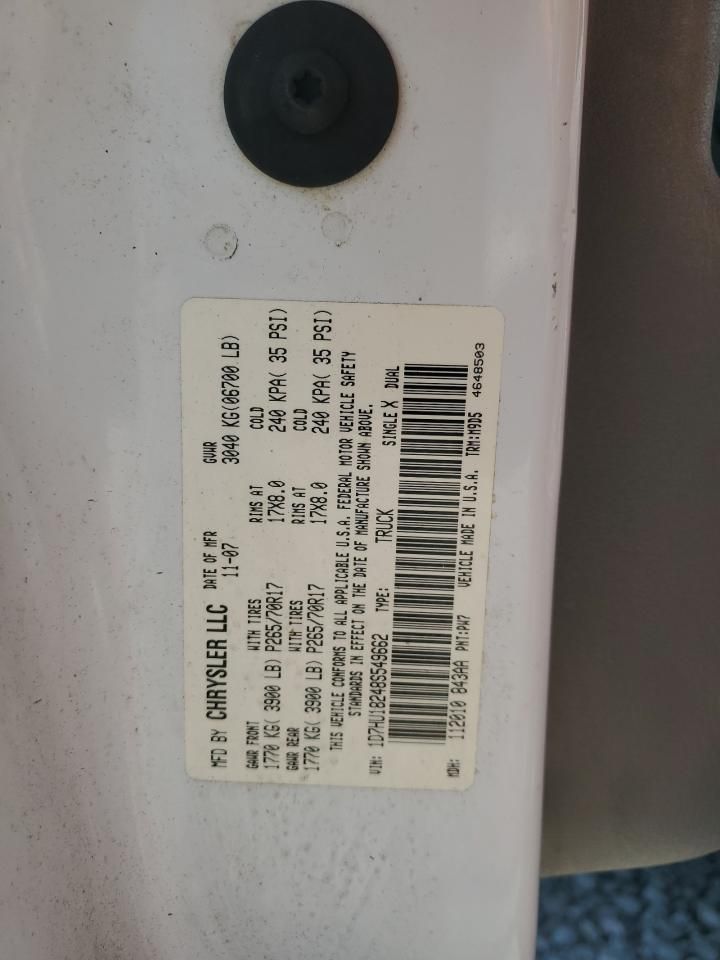 MFD BY CHRYSLER LLC DATE OF MFR GVWR
11-07 3040 KG(06700 LB)
GAWR FRONT WITH TIRES RIMS AT COLD
1770 KG( 3900 LB) P265/70R17 17X8.0 240 KPA( 35 PSI)
GAWR REAR WITH TIRES RIMS AT COLD
1770 KG( 3900 LB) P265/70R17 17X8.0 240 KPA( 35 PSI)
THIS VEHICLE CONFORMS TO ALL APPLICABLE U.S.A. FEDERAL MOTOR VEHICLE SAFETY
STANDARDS IN EFFECT ON THE DATE OF MANUFACTURE SHOWN ABOVE.
VIN: 1D7HU18248S549662 TYPE: TRUCK SINGLE X DUAL
MDH: 112010 843AA PNT:PW7 VEHICLE MADE IN U.S.A. TRM:M9D5 4648503